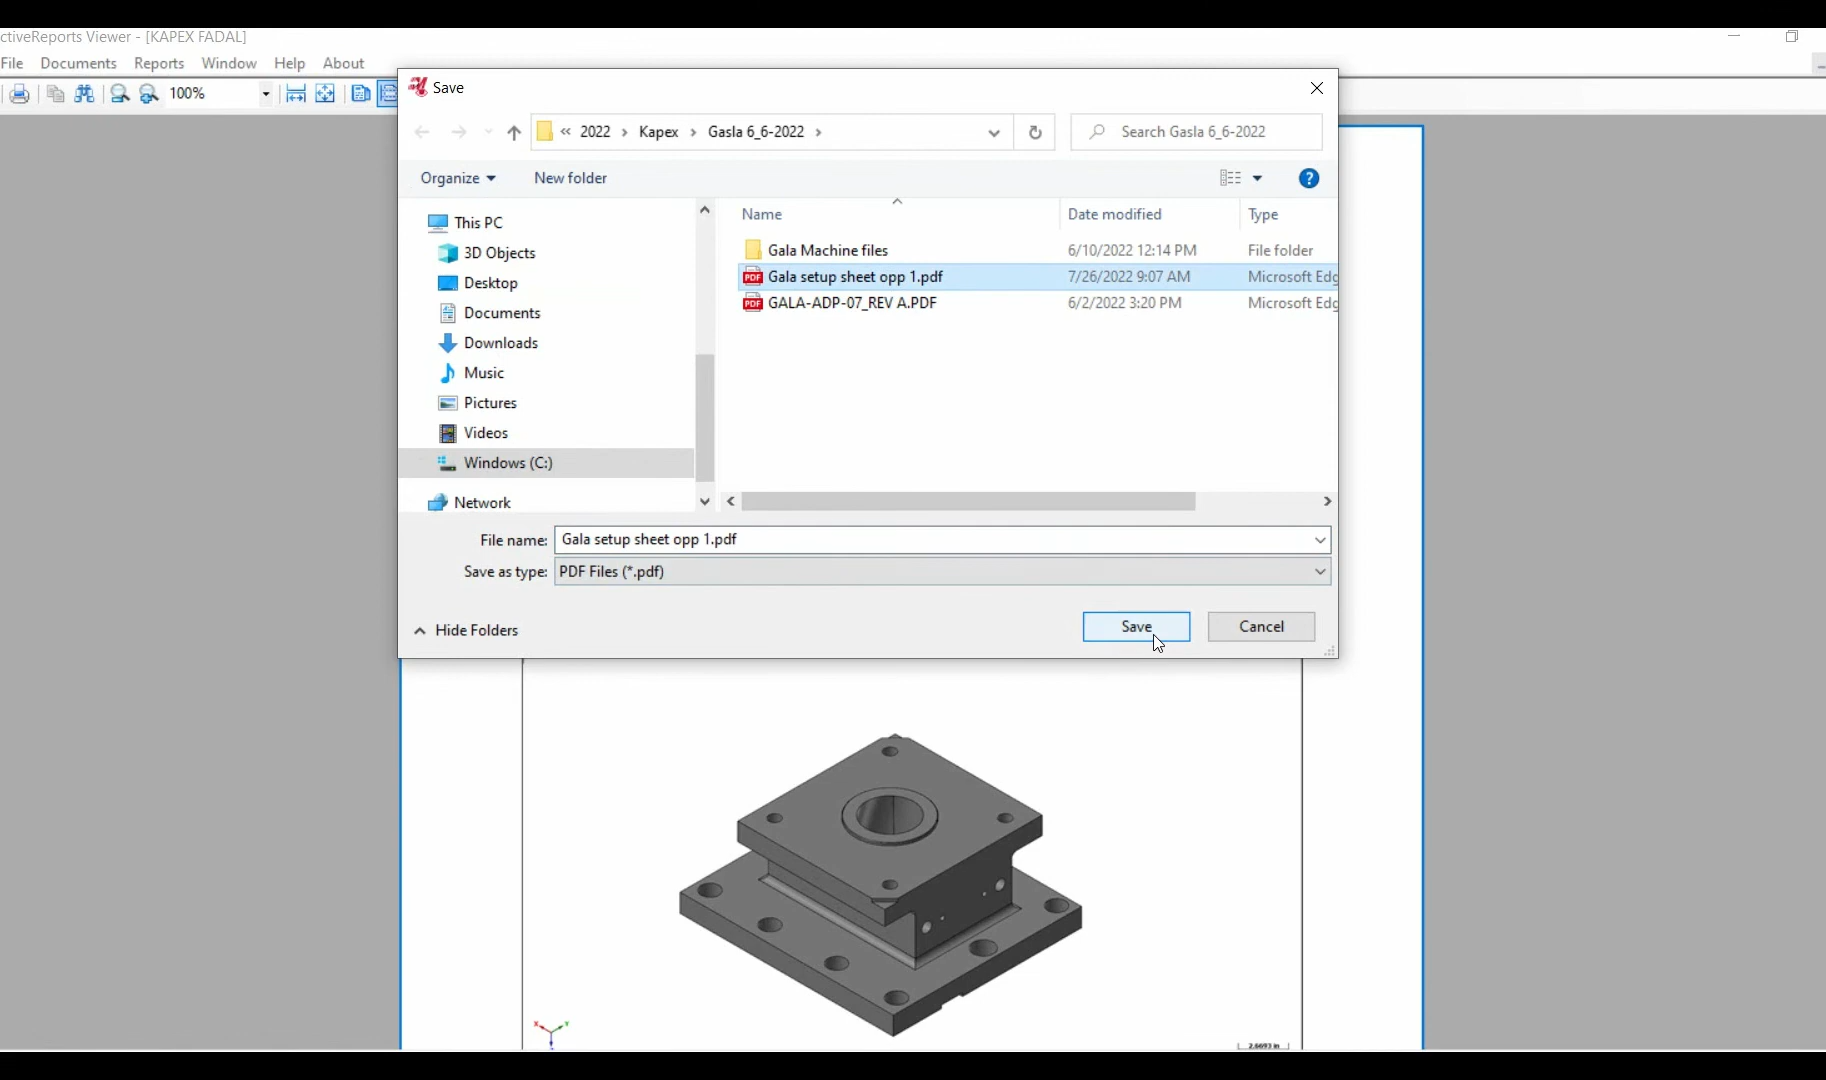 ctiveReports Viewer - [KAPEX FADAL]
File Documents Reports Window Help About
100%
Save
« 2022 › Kapex › Gasla 6_6-2022 ›
Search Gasla 6_6-2022
Organize
New folder
?
This PC
3D Objects
Desktop
Documents
Downloads
Music
Pictures
Videos
Windows (C:)
Network
Name Date modified Type
Gala Machine files 6/10/2022 12:14 PM File folder
PDF Gala setup sheet opp 1.pdf 7/26/2022 9:07 AM Microsoft Edg
PDF GALA-ADP-07_REV A.PDF 6/2/2022 3:20 PM Microsoft Edg
File name: Gala setup sheet opp 1.pdf
Save as type: PDF Files (*.pdf)
Hide Folders
Save Cancel
X Y
2.6693 in